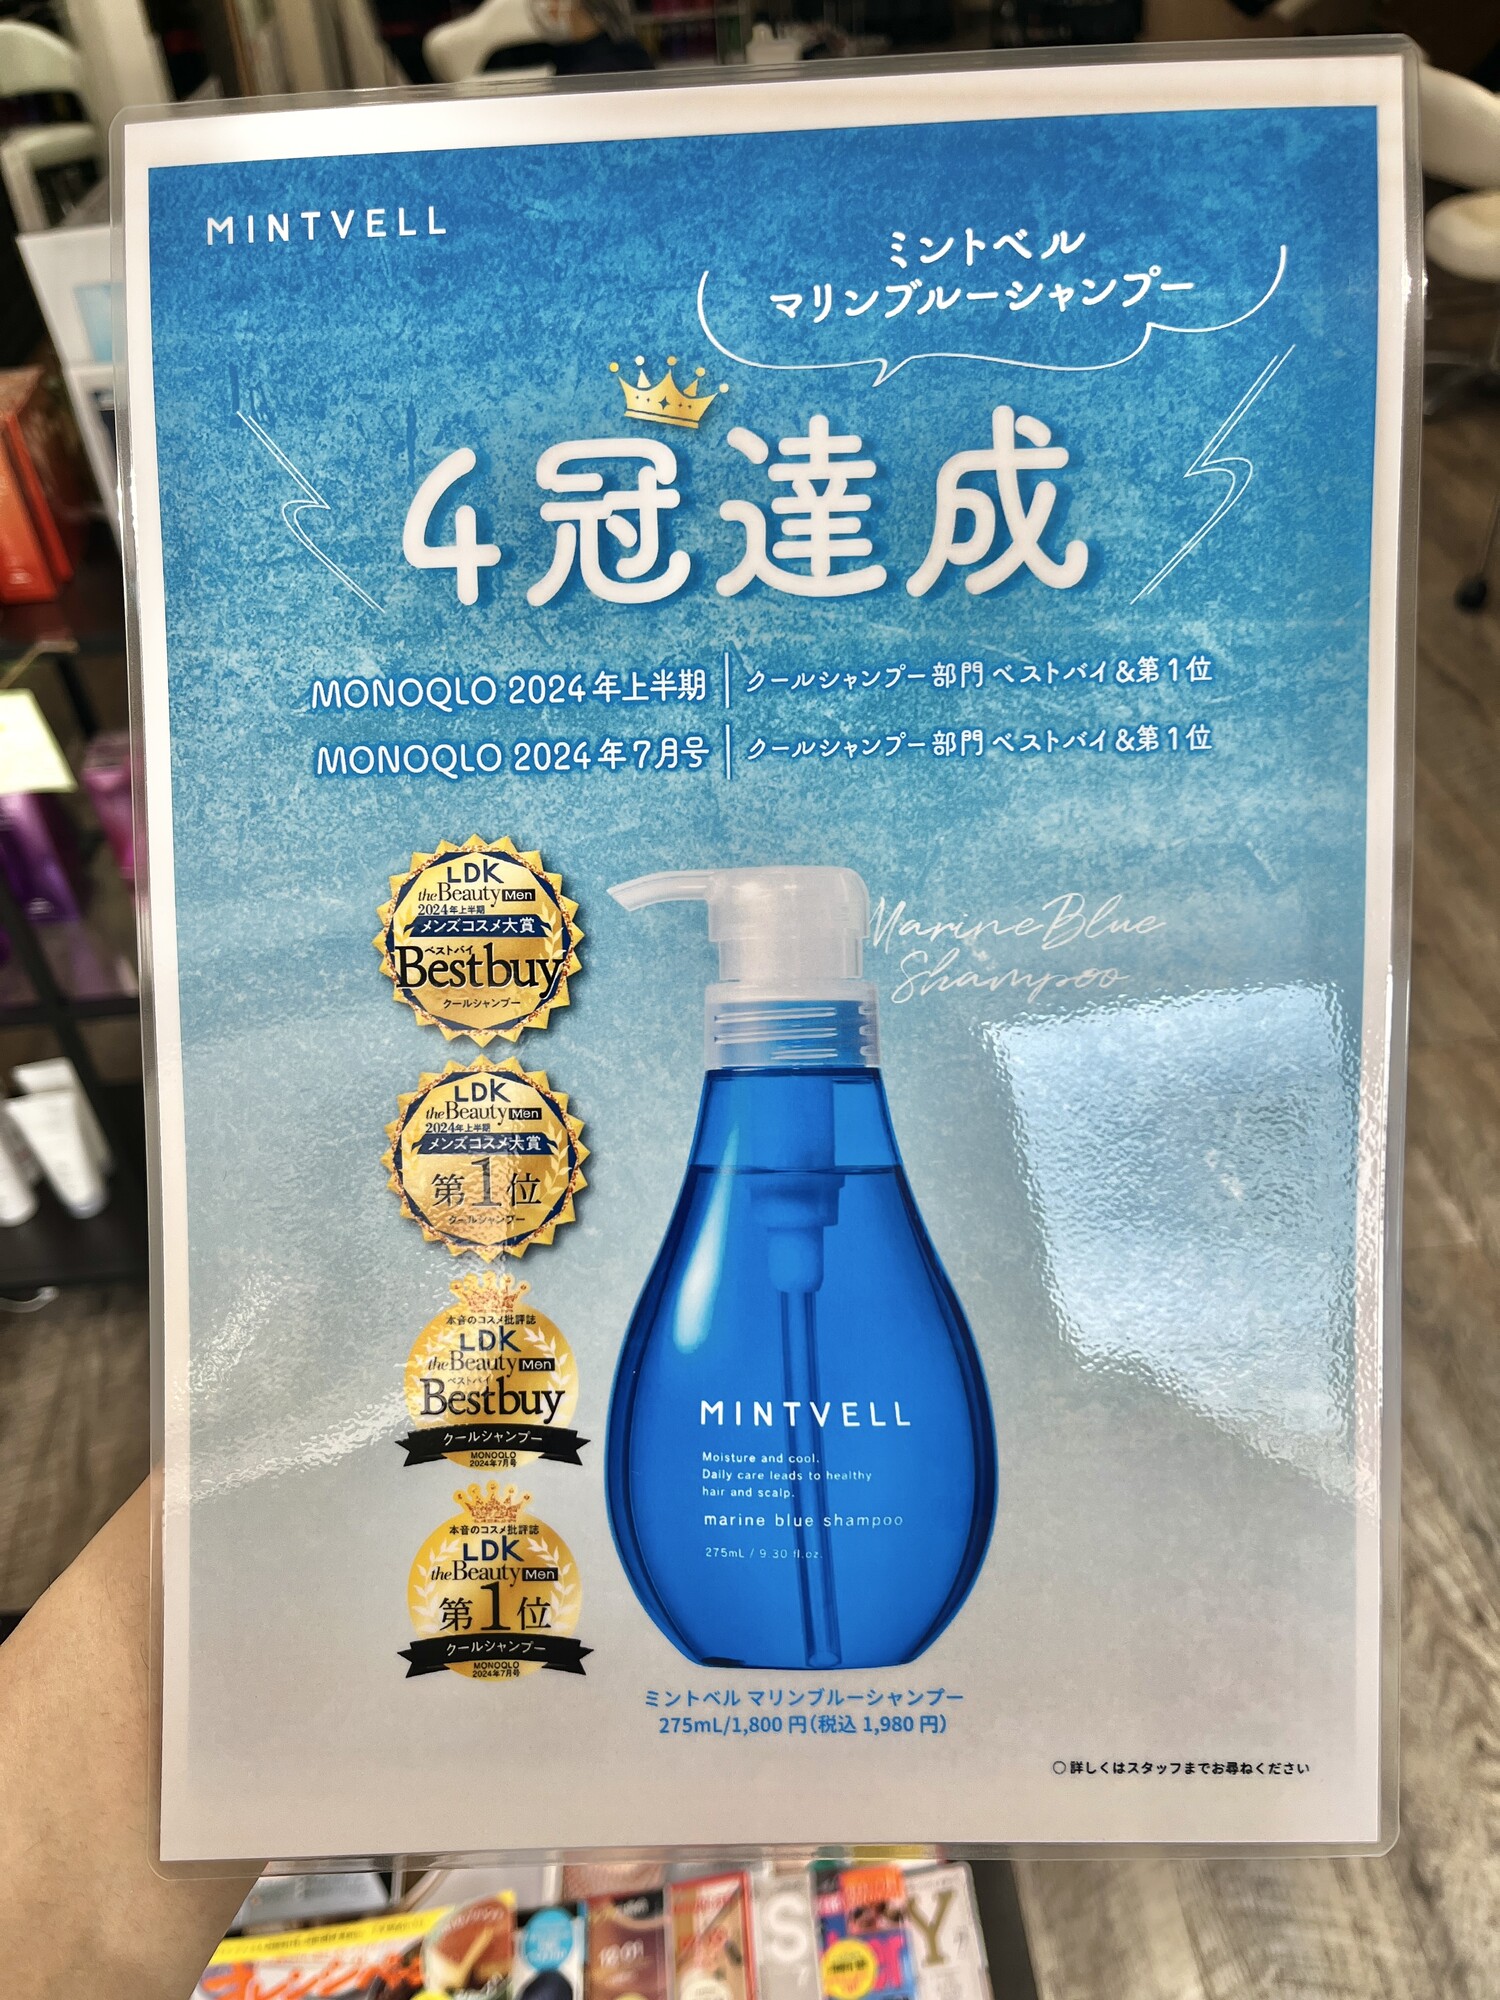 MINTVELL
ミントベル
マリンブルーシャンプー
4冠達成
MONOQLO 2024年上半期 クールシャンプー部門 ベストバイ&第1位
MONOQLO 2024年7月号 クールシャンプー部門 ベストバイ&第1位
LDK
the Beauty Men
2024年上半期
メンズコスメ大賞
ベストバイ
Bestbuy
クールシャンプー
Marine Blue
Shampoo
LDK
the Beauty Men
2024年上半期
メンズコスメ大賞
第1位
クールシャンプー
本音のコスメ批評誌
LDK
the Beauty Men
ベストバイ
Bestbuy
クールシャンプー
MONOQLO
2024年7月号
本音のコスメ批評誌
LDK
the Beauty Men
第1位
クールシャンプー
MONOQLO
2024年7月号
MINTVELL
Moisture and cool.
Daily care leads to healthy
hair and scalp.
marine blue shampoo
275mL / 9.30 fl.oz.
ミントベル マリンブルーシャンプー
275mL/1,800円(税込1,980円)
〇詳しくはスタッフまでお尋ねください